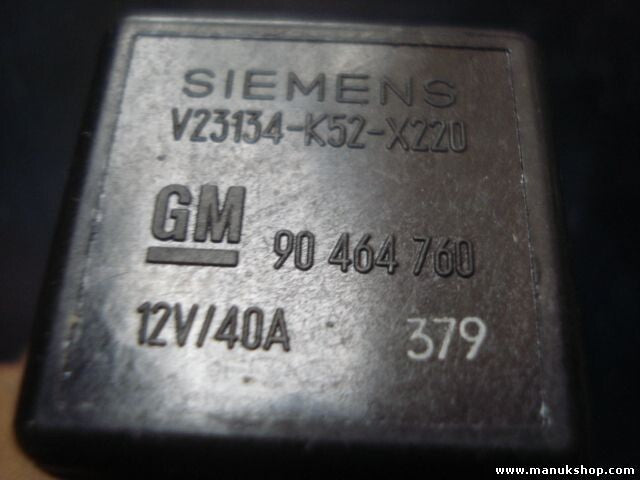 SIEMENS
V23134-K52-X220
GM 90 464 760
12V/40A 379
www.manukshop.com